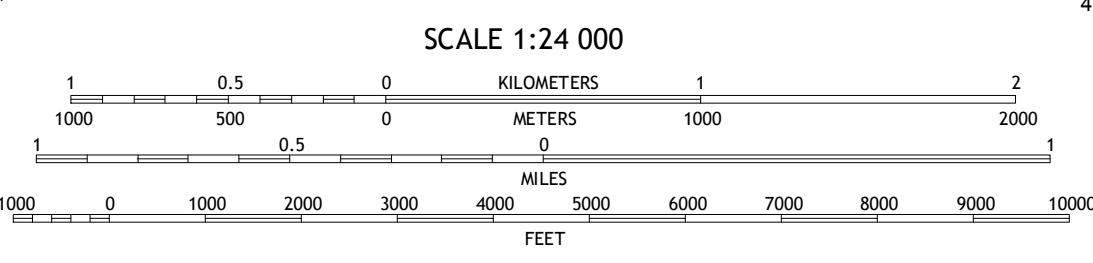 4
SCALE 1:24 000
1 0.5 0 KILOMETERS 1 2
1000 500 0 METERS 1000 2000
1 0.5 0 1
MILES
1000 0 1000 2000 3000 4000 5000 6000 7000 8000 9000 10000
FEET